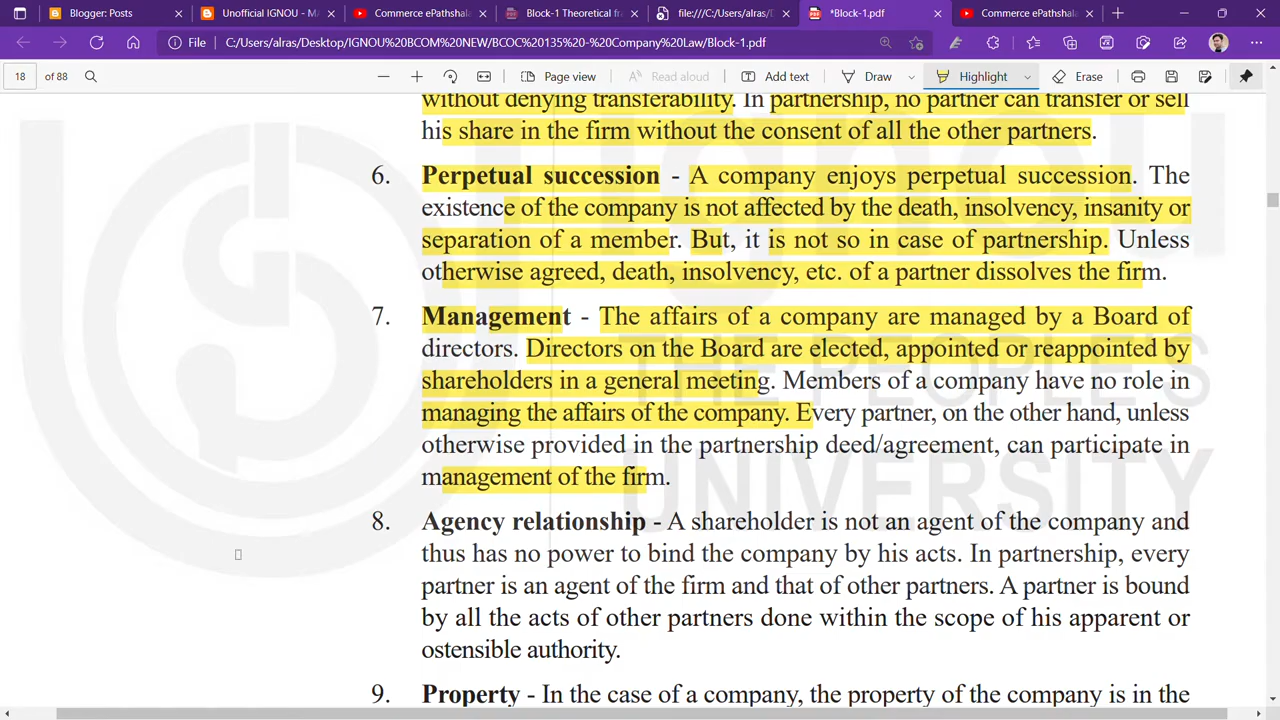 Blogger: Posts
Unofficial IGNOU - M
Commerce ePathshal
Block-1 Theoretical fr
file:///C:/Users/alras/D
*Block-1.pdf
Commerce ePathshal
File
C:/Users/alras/Desktop/IGNOU%20BCOM%20NEW/BCOC%20135%20-%20Company%20Law/Block-1.pdf
18 of 88
Page view
Read aloud
Add text
Draw
Highlight
Erase
without denying transferability. In partnership, no partner can transfer or sell
his share in the firm without the consent of all the other partners.
6. Perpetual succession - A company enjoys perpetual succession. The
existence of the company is not affected by the death, insolvency, insanity or
separation of a member. But, it is not so in case of partnership. Unless
otherwise agreed, death, insolvency, etc. of a partner dissolves the firm.
7. Management - The affairs of a company are managed by a Board of
directors. Directors on the Board are elected, appointed or reappointed by
shareholders in a general meeting. Members of a company have no role in
managing the affairs of the company. Every partner, on the other hand, unless
otherwise provided in the partnership deed/agreement, can participate in
management of the firm.
8. Agency relationship - A shareholder is not an agent of the company and
thus has no power to bind the company by his acts. In partnership, every
partner is an agent of the firm and that of other partners. A partner is bound
by all the acts of other partners done within the scope of his apparent or
ostensible authority.
9. Property - In the case of a company, the property of the company is in the
ignou
THE PEOPLE'S
UNIVERSITY